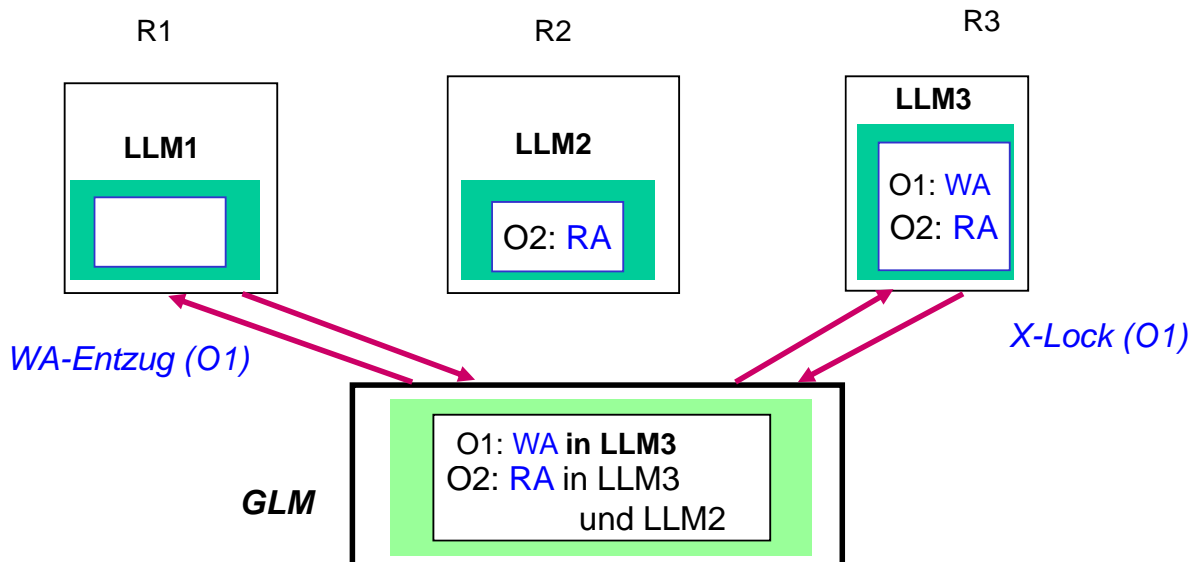 R1
R2
R3
LLM1
LLM2
LLM3
O2: RA
O1: WA
O2: RA
WA-Entzug (O1)
X-Lock (O1)
GLM
O1: WA in LLM3
O2: RA in LLM3
und LLM2